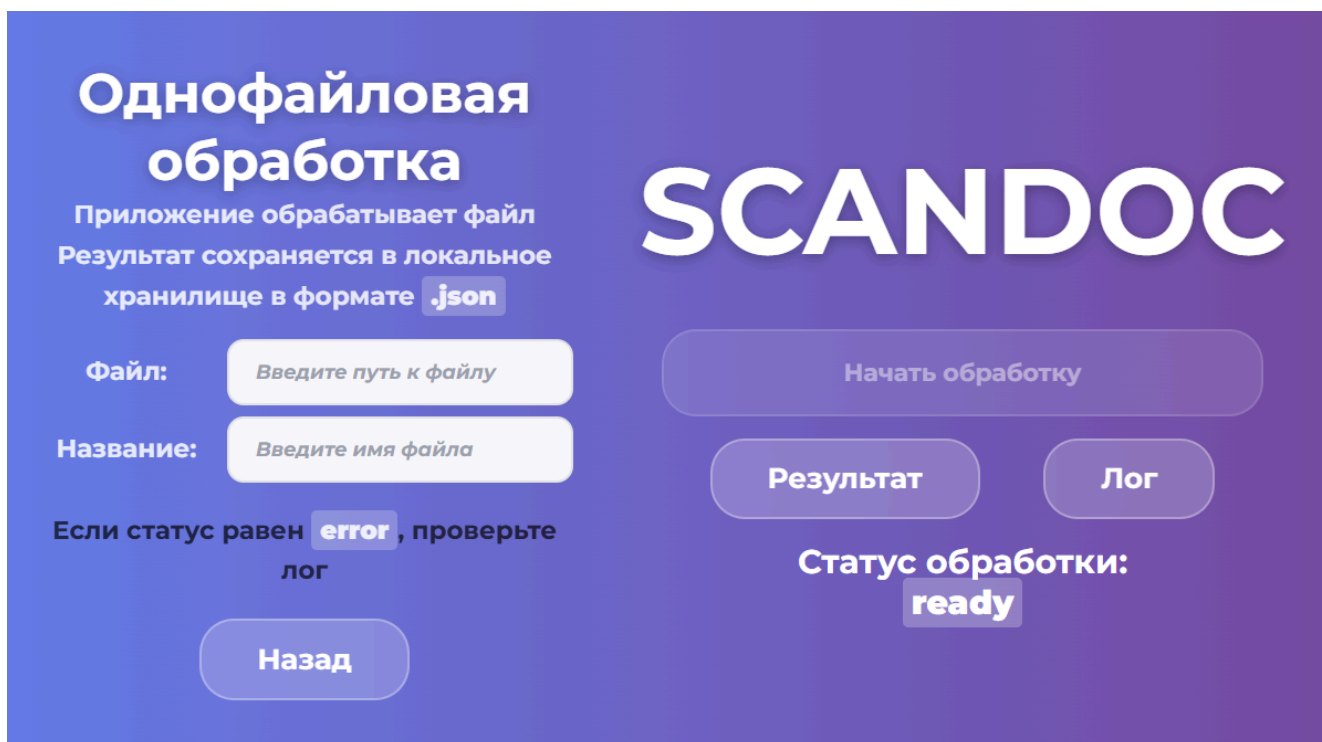 Однофайловая
обработка
Приложение обрабатывает файл
Результат сохраняется в локальное
хранилище в формате .json
Файл:
Введите путь к файлу
Название:
Введите имя файла
Если статус равен error, проверьте
лог
Назад
SCANDOC
Начать обработку
Результат
Лог
Статус обработки:
ready